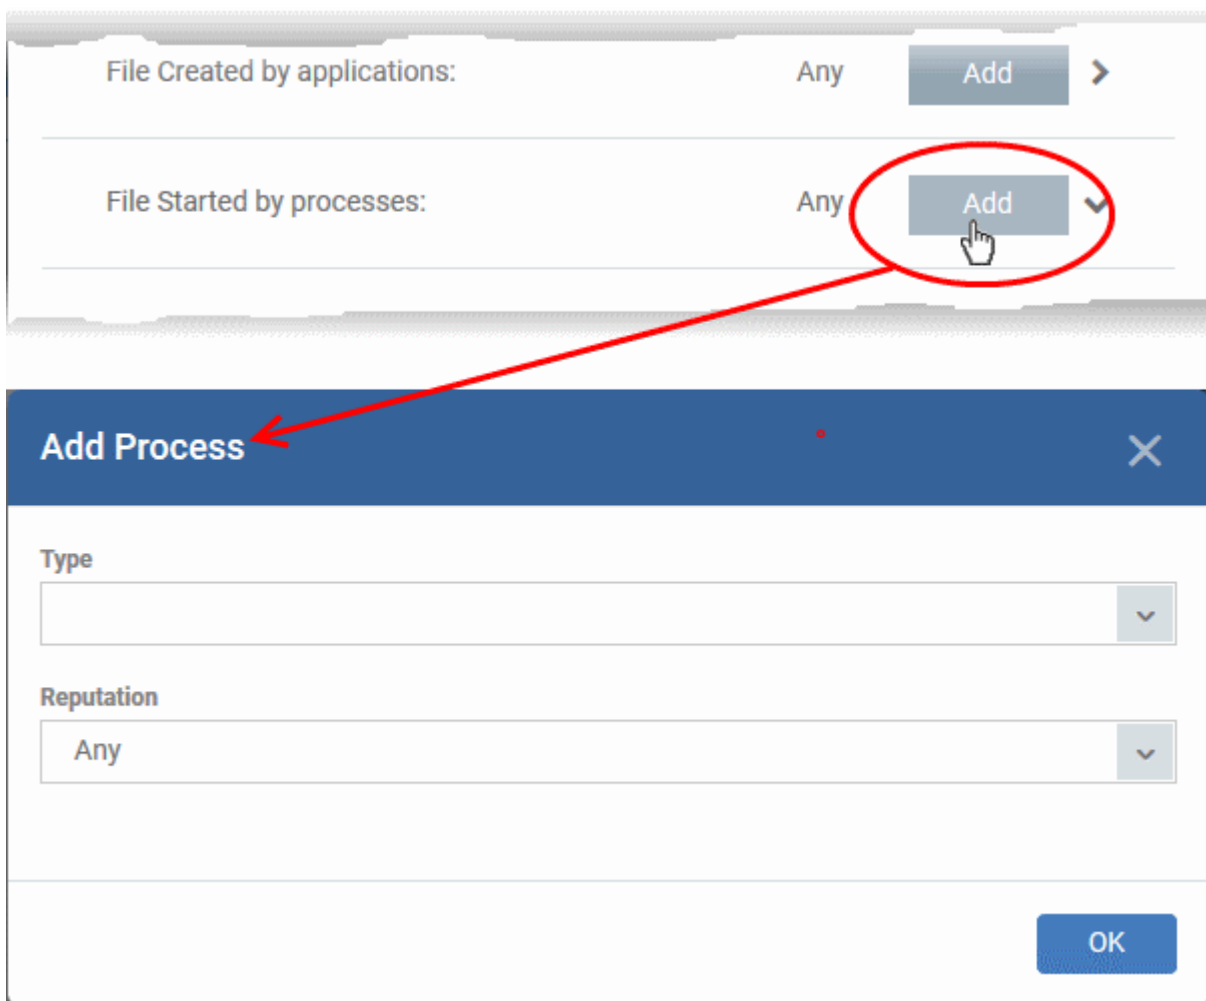 File Created by applications: Any Add
File Started by processes: Any Add
Add Process
Type
Reputation
Any
OK